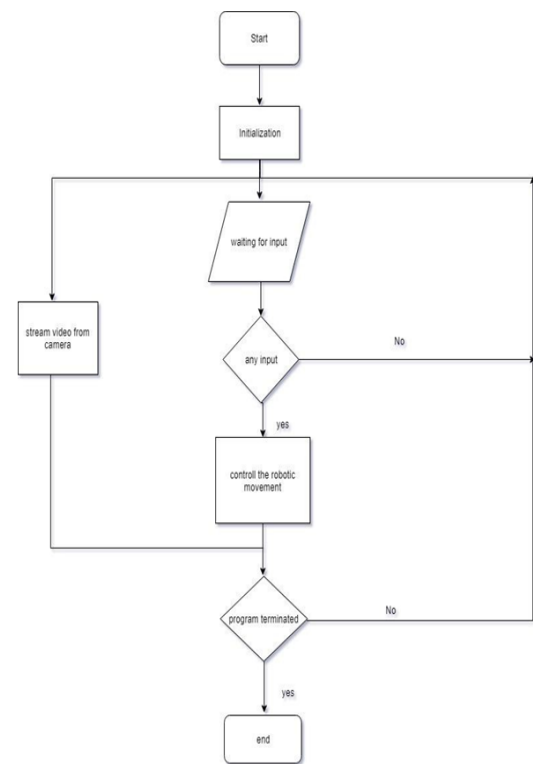 Start
Initialization
waiting for input
stream video from
camera
any input
No
yes
controll the robotic
movement
program terminated
No
yes
end